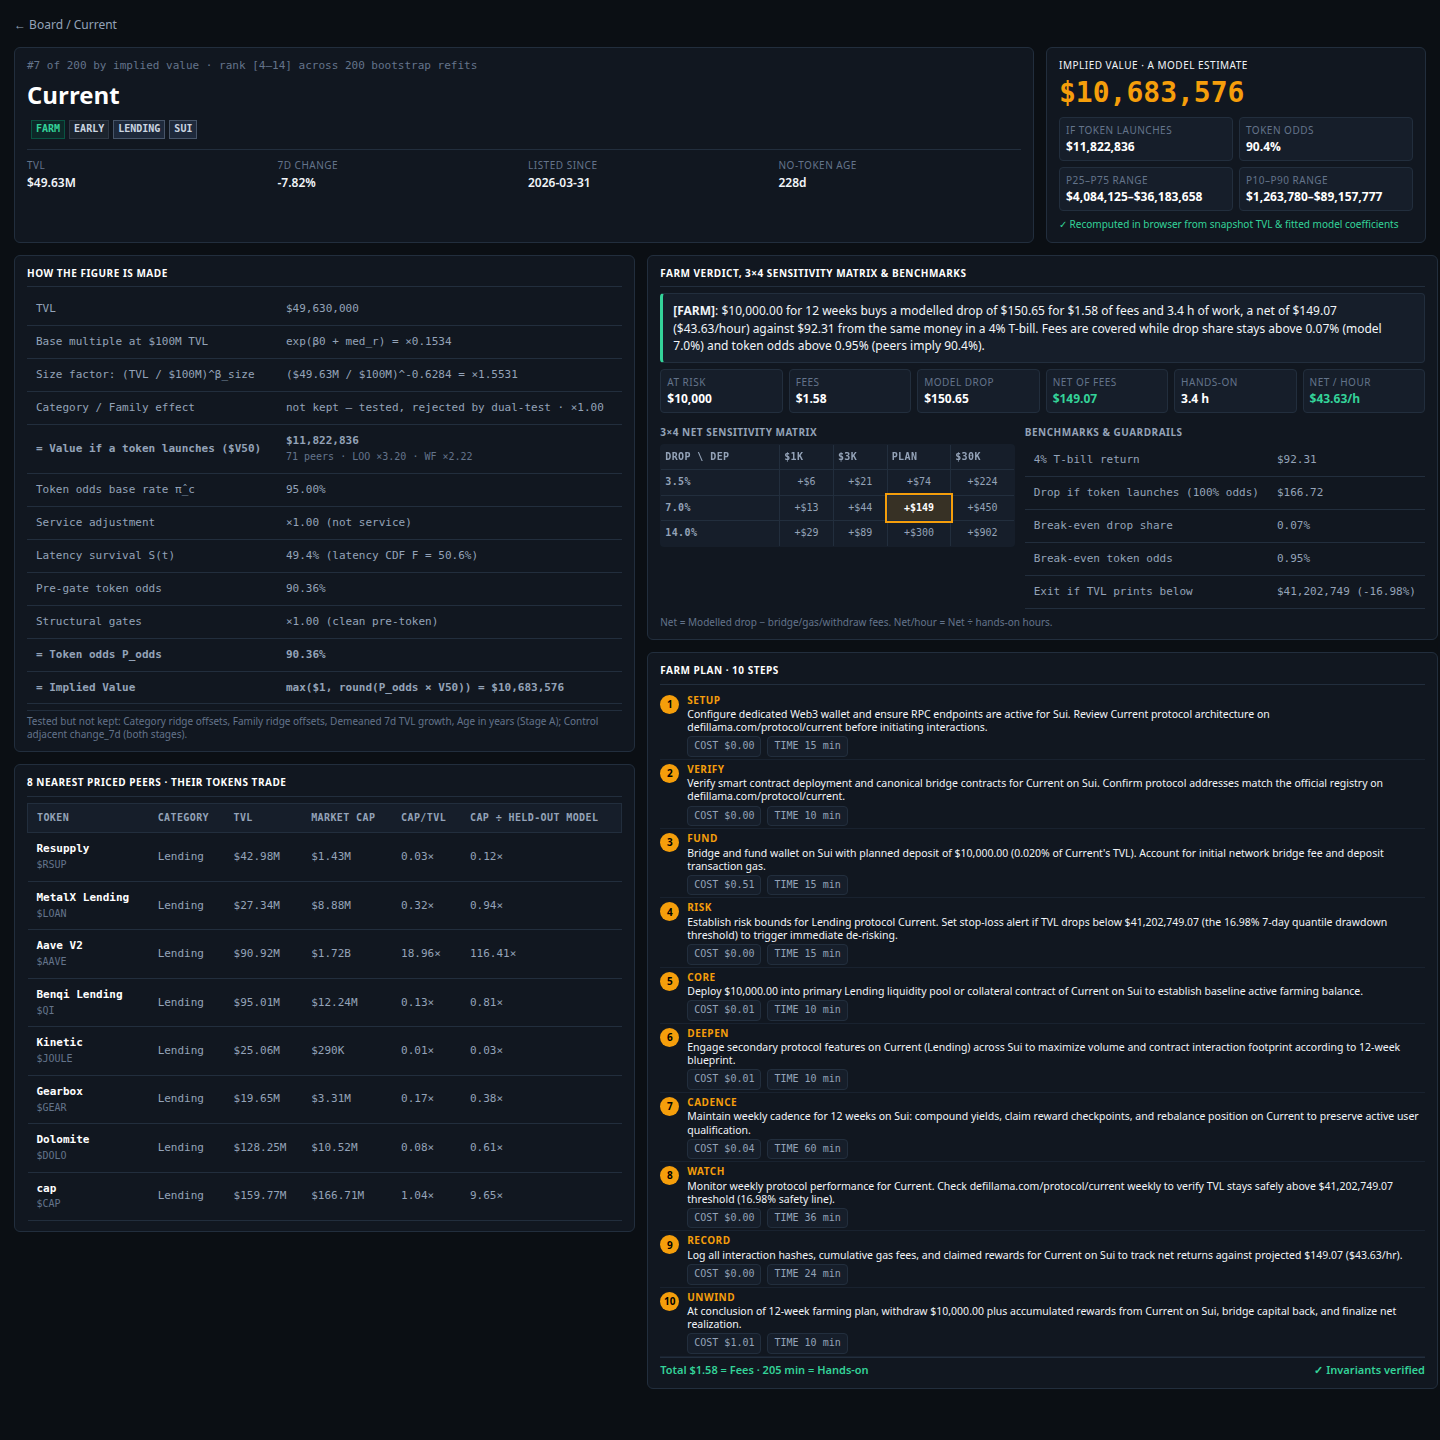 ← Board / Current
#7 of 200 by implied value · rank [4–14] across 200 bootstrap refits
Current
FARM EARLY LENDING SUI
TVL 7D CHANGE LISTED SINCE NO-TOKEN AGE
$49.63M -7.82% 2026-03-31 228d
IMPLIED VALUE · A MODEL ESTIMATE
$10,683,576
IF TOKEN LAUNCHES TOKEN ODDS
$11,822,836 90.4%
P25–P75 RANGE P10–P90 RANGE
$4,084,125–$36,183,658 $1,263,780–$89,157,777
✓ Recomputed in browser from snapshot TVL & fitted model coefficients
HOW THE FIGURE IS MADE
TVL $49,630,000
Base multiple at $100M TVL exp(β0 + med_r) = ×0.1534
Size factor: (TVL / $100M)^β_size ($49.63M / $100M)^-0.6284 = ×1.5531
Category / Family effect not kept — tested, rejected by dual-test · ×1.00
= Value if a token launches ($V50) $11,822,836
71 peers · LOO ×3.20 · WF ×2.22
Token odds base rate π̂_c 95.00%
Service adjustment ×1.00 (not service)
Latency survival S(t) 49.4% (latency CDF F = 50.6%)
Pre-gate token odds 90.36%
Structural gates ×1.00 (clean pre-token)
= Token odds P_odds 90.36%
= Implied Value max($1, round(P_odds × V50)) = $10,683,576
Tested but not kept: Category ridge offsets, Family ridge offsets, Demeaned 7d TVL growth, Age in years (Stage A); Control
adjacent change_7d (both stages).
8 NEAREST PRICED PEERS · THEIR TOKENS TRADE
TOKEN CATEGORY TVL MARKET CAP CAP/TVL CAP ÷ HELD-OUT MODEL
Resupply
$RSUP Lending $42.98M $1.43M 0.03× 0.12×
MetalX Lending
$LOAN Lending $27.34M $8.88M 0.32× 0.94×
Aave V2
$AAVE Lending $90.92M $1.72B 18.96× 116.41×
Benqi Lending
$QI Lending $95.01M $12.24M 0.13× 0.81×
Kinetic
$JOULE Lending $25.06M $290K 0.01× 0.03×
Gearbox
$GEAR Lending $19.65M $3.31M 0.17× 0.38×
Dolomite
$DOLO Lending $128.25M $10.52M 0.08× 0.61×
cap
$CAP Lending $159.77M $166.71M 1.04× 9.65×
FARM VERDICT, 3×4 SENSITIVITY MATRIX & BENCHMARKS
[FARM]: $10,000.00 for 12 weeks buys a modelled drop of $150.65 for $1.58 of fees and 3.4 h of work, a net of $149.07
($43.63/hour) against $92.31 from the same money in a 4% T-bill. Fees are covered while drop share stays above 0.07% (model
7.0%) and token odds above 0.95% (peers imply 90.4%).
AT RISK FEES MODEL DROP NET OF FEES HANDS-ON NET / HOUR
$10,000 $1.58 $150.65 $149.07 3.4 h $43.63/h
3×4 NET SENSITIVITY MATRIX
DROP \ DEP $1K $3K PLAN $30K
3.5% +$6 +$21 +$74 +$224
7.0% +$13 +$44 +$149 +$450
14.0% +$29 +$89 +$300 +$902
BENCHMARKS & GUARDRAILS
4% T-bill return $92.31
Drop if token launches (100% odds) $166.72
Break-even drop share 0.07%
Break-even token odds 0.95%
Exit if TVL prints below $41,202,749 (-16.98%)
Net = Modelled drop − bridge/gas/withdraw fees. Net/hour = Net ÷ hands-on hours.
FARM PLAN · 10 STEPS
1 SETUP
Configure dedicated Web3 wallet and ensure RPC endpoints are active for Sui. Review Current protocol architecture on
defillama.com/protocol/current before initiating interactions.
COST $0.00 TIME 15 min
2 VERIFY
Verify smart contract deployment and canonical bridge contracts for Current on Sui. Confirm protocol addresses match the official registry on
defillama.com/protocol/current.
COST $0.00 TIME 10 min
3 FUND
Bridge and fund wallet on Sui with planned deposit of $10,000.00 (0.020% of Current's TVL). Account for initial network bridge fee and deposit
transaction gas.
COST $0.51 TIME 15 min
4 RISK
Establish risk bounds for Lending protocol Current. Set stop-loss alert if TVL drops below $41,202,749.07 (the 16.98% 7-day quantile drawdown
threshold) to trigger immediate de-risking.
COST $0.00 TIME 15 min
5 CORE
Deploy $10,000.00 into primary Lending liquidity pool or collateral contract of Current on Sui to establish baseline active farming balance.
COST $0.01 TIME 10 min
6 DEEPEN
Engage secondary protocol features on Current (Lending) across Sui to maximize volume and contract interaction footprint according to 12-week
blueprint.
COST $0.01 TIME 10 min
7 CADENCE
Maintain weekly cadence for 12 weeks on Sui: compound yields, claim reward checkpoints, and rebalance position on Current to preserve active user
qualification.
COST $0.04 TIME 60 min
8 WATCH
Monitor weekly protocol performance for Current. Check defillama.com/protocol/current weekly to verify TVL stays safely above $41,202,749.07
threshold (16.98% safety line).
COST $0.00 TIME 36 min
9 RECORD
Log all interaction hashes, cumulative gas fees, and claimed rewards for Current on Sui to track net returns against projected $149.07 ($43.63/hr).
COST $0.00 TIME 24 min
10 UNWIND
At conclusion of 12-week farming plan, withdraw $10,000.00 plus accumulated rewards from Current on Sui, bridge capital back, and finalize net
realization.
COST $1.01 TIME 10 min
Total $1.58 = Fees · 205 min = Hands-on ✓ Invariants verified